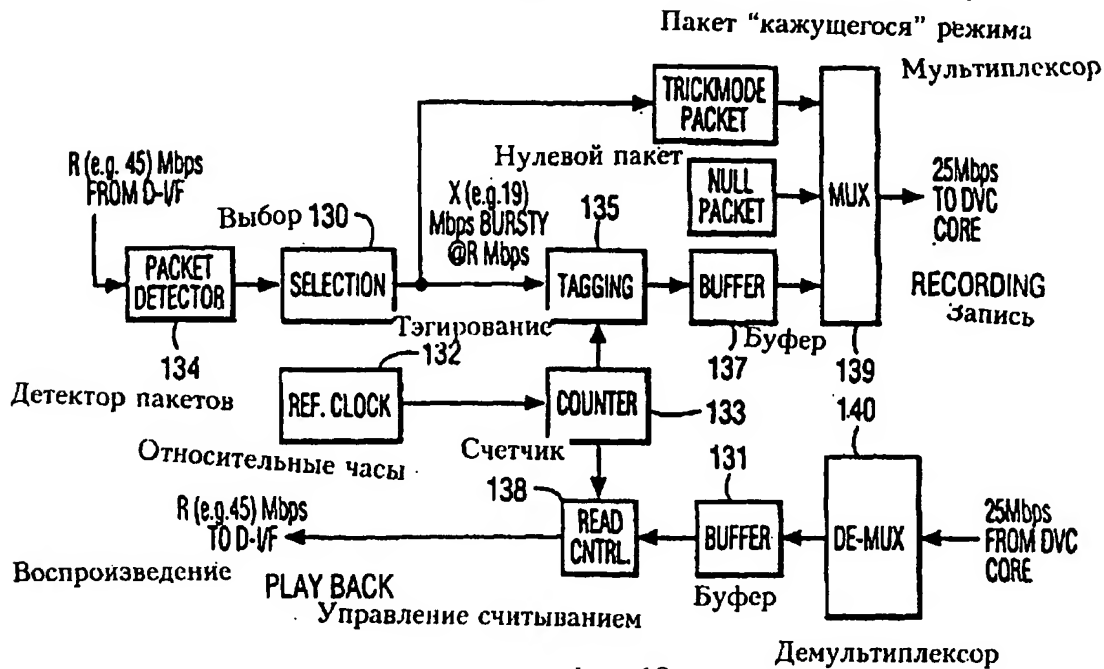 Пакет “кажущегося” режима
Мультиплексор
TRICKMODE
PACKET
Нулевой пакет
NULL
PACKET
MUX
25Mbps
TO DVC
CORE
R (e.g. 45) Mbps
FROM D-I/F
Выбор 130
X (e.g.19)
Mbps BURSTY
@R Mbps
135
PACKET
DETECTOR
SELECTION
TAGGING
BUFFER
RECORDING
Запись
Тэгирование
Буфер
134
132
137
139
Детектор пакетов
REF. CLOCK
COUNTER
133
140
Относительные часы
Счетчик
131
138
R (e.g.45) Mbps
TO D-I/F
READ
CNTRL.
BUFFER
DE-MUX
25Mbps
FROM DVC
CORE
Воспроизведение
PLAY BACK
Буфер
Управление считыванием
Демультиплексор